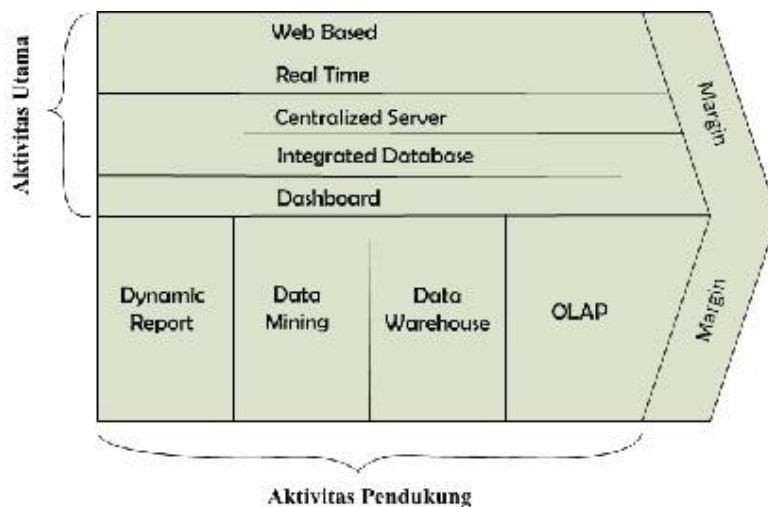 Web Based
Real Time
Centralized Server
Integrated Database
Dashboard
Aktivitas Utama
Margin
Dynamic
Report
Data
Mining
Data
Warehouse
OLAP
Margin
Aktivitas Pendukung